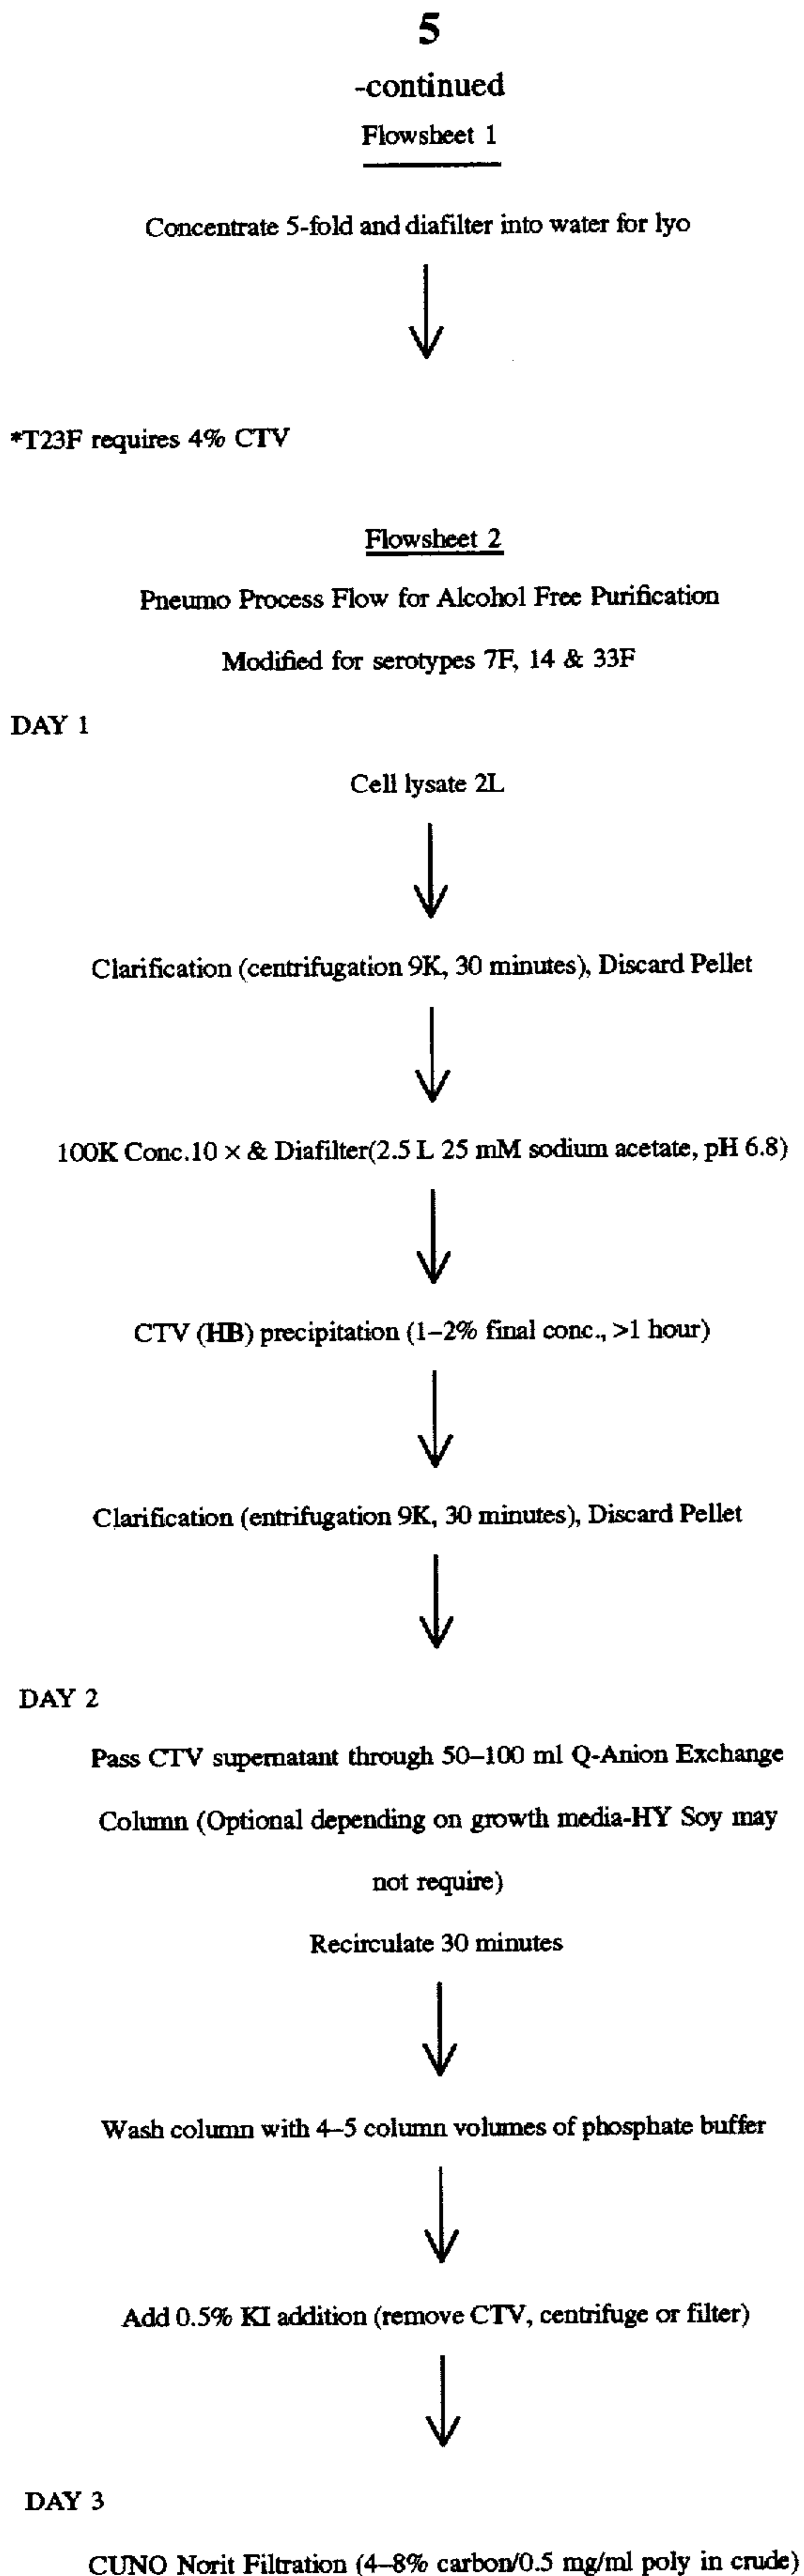 5
-continued
Flowsheet 1
Concentrate 5-fold and diafilter into water for lyo
*T23F requires 4% CTV
Flowsheet 2
Pneumo Process Flow for Alcohol Free Purification
Modified for serotypes 7F, 14 & 33F
DAY 1
Cell lysate 2L
Clarification (centrifugation 9K, 30 minutes), Discard Pellet
100K Conc.10 × & Diafilter(2.5 L 25 mM sodium acetate, pH 6.8)
CTV (HB) precipitation (1–2% final conc., >1 hour)
Clarification (entrifugation 9K, 30 minutes), Discard Pellet
DAY 2
Pass CTV supernatant through 50–100 ml Q-Anion Exchange
Column (Optional depending on growth media-HY Soy may
not require)
Recirculate 30 minutes
Wash column with 4–5 column volumes of phosphate buffer
Add 0.5% KI addition (remove CTV, centrifuge or filter)
DAY 3
CUNO Norit Filtration (4–8% carbon/0.5 mg/ml poly in crude)